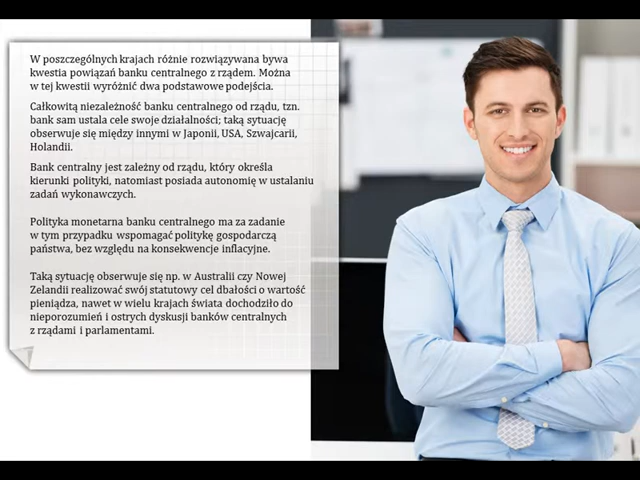 W poszczególnych krajach różnie rozwiązywana bywa
kwestia powiązań banku centralnego z rządem. Można
w tej kwestii wyróżnić dwa podstawowe podejścia.
Całkowitą niezależność banku centralnego od rządu, tzn.
bank sam ustala cele swoje działalności; taką sytuację
obserwuje się między innymi w Japonii, USA, Szwajcarii,
Holandii.
Bank centralny jest zależny od rządu, który określa
kierunki polityki, natomiast posiada autonomię w ustalaniu
zadań wykonawczych.
Polityka monetarna banku centralnego ma za zadanie
w tym przypadku wspomagać politykę gospodarczą
państwa, bez względu na konsekwencje inflacyjne.
Taką sytuację obserwuje się np. w Australii czy Nowej
Zelandii realizować swój statutowy cel dbałości o wartość
pieniądza, nawet w wielu krajach świata dochodziło do
nieporozumień i ostrych dyskusji banków centralnych
z rządami i parlamentami.